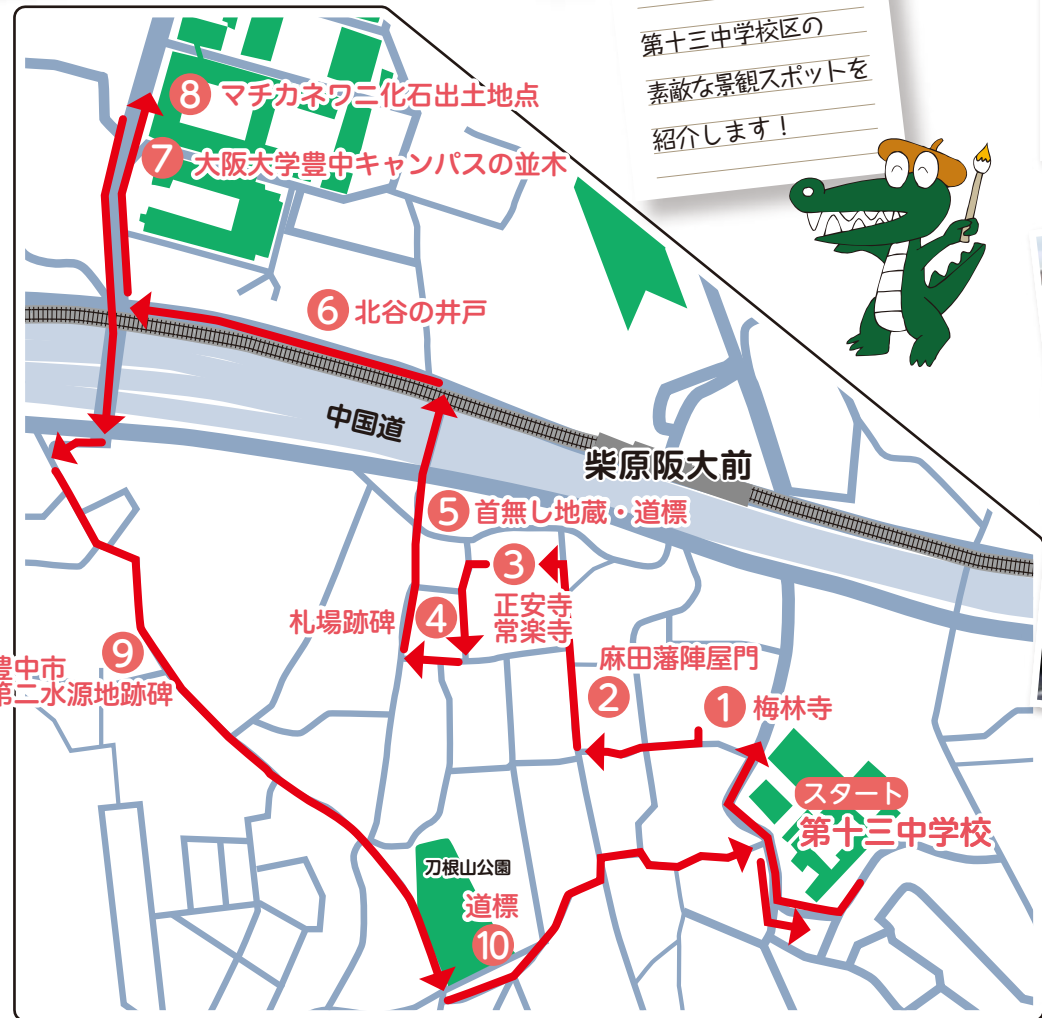 第十三中学校区の
素敵な景観スポットを
紹介します！
8 マチカネワニ化石出土地点
7 大阪大学豊中キャンパスの並木
6 北谷の井戸
中国道
柴原阪大前
5 首無し地蔵・道標
3
正安寺
常楽寺
札場跡碑 4
麻田藩陣屋門
2
1 梅林寺
9
豊中市
第二水源地跡碑
スタート
第十三中学校
刀根山公園
道標
10